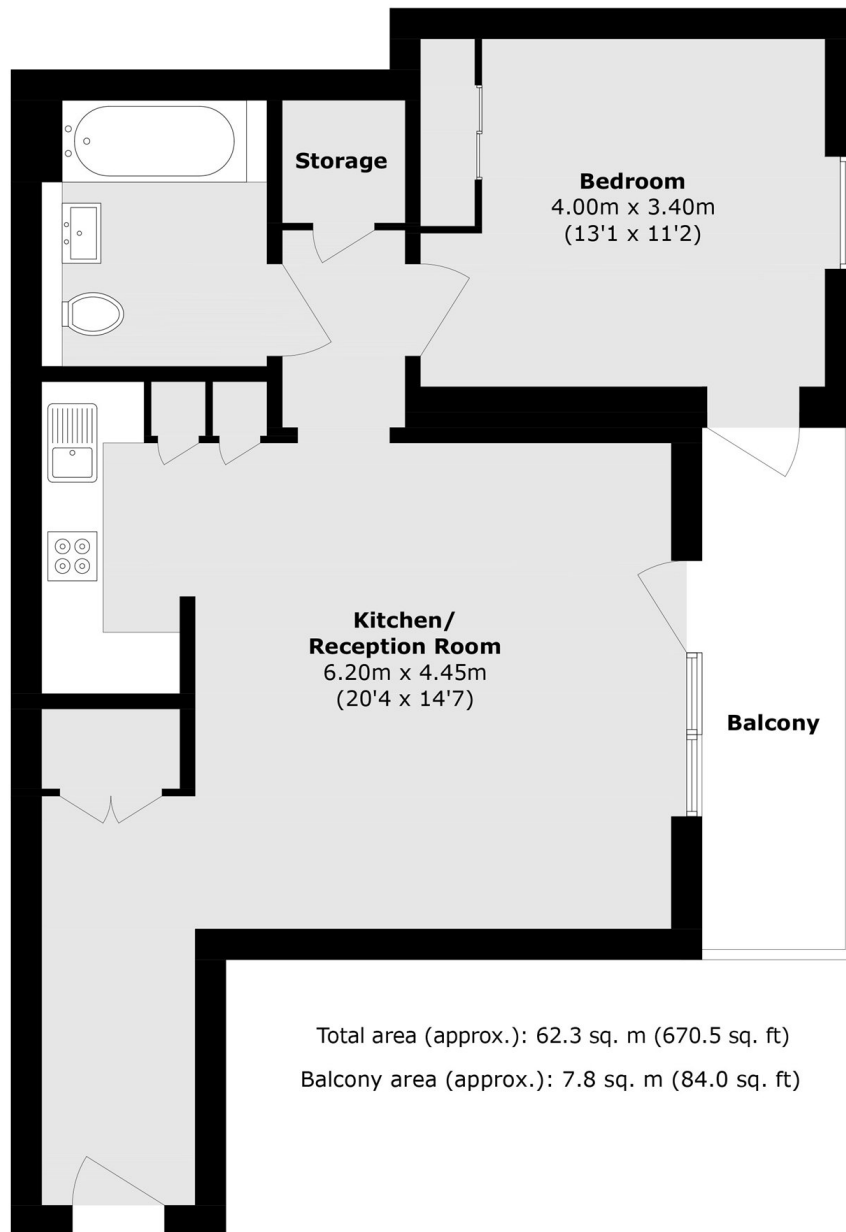 Storage
Bedroom
4.00m x 3.40m
(13'1 x 11'2)
Kitchen/
Reception Room
6.20m x 4.45m
(20'4 x 14'7)
Balcony
Total area (approx.): 62.3 sq. m (670.5 sq. ft)
Balcony area (approx.): 7.8 sq. m (84.0 sq. ft)